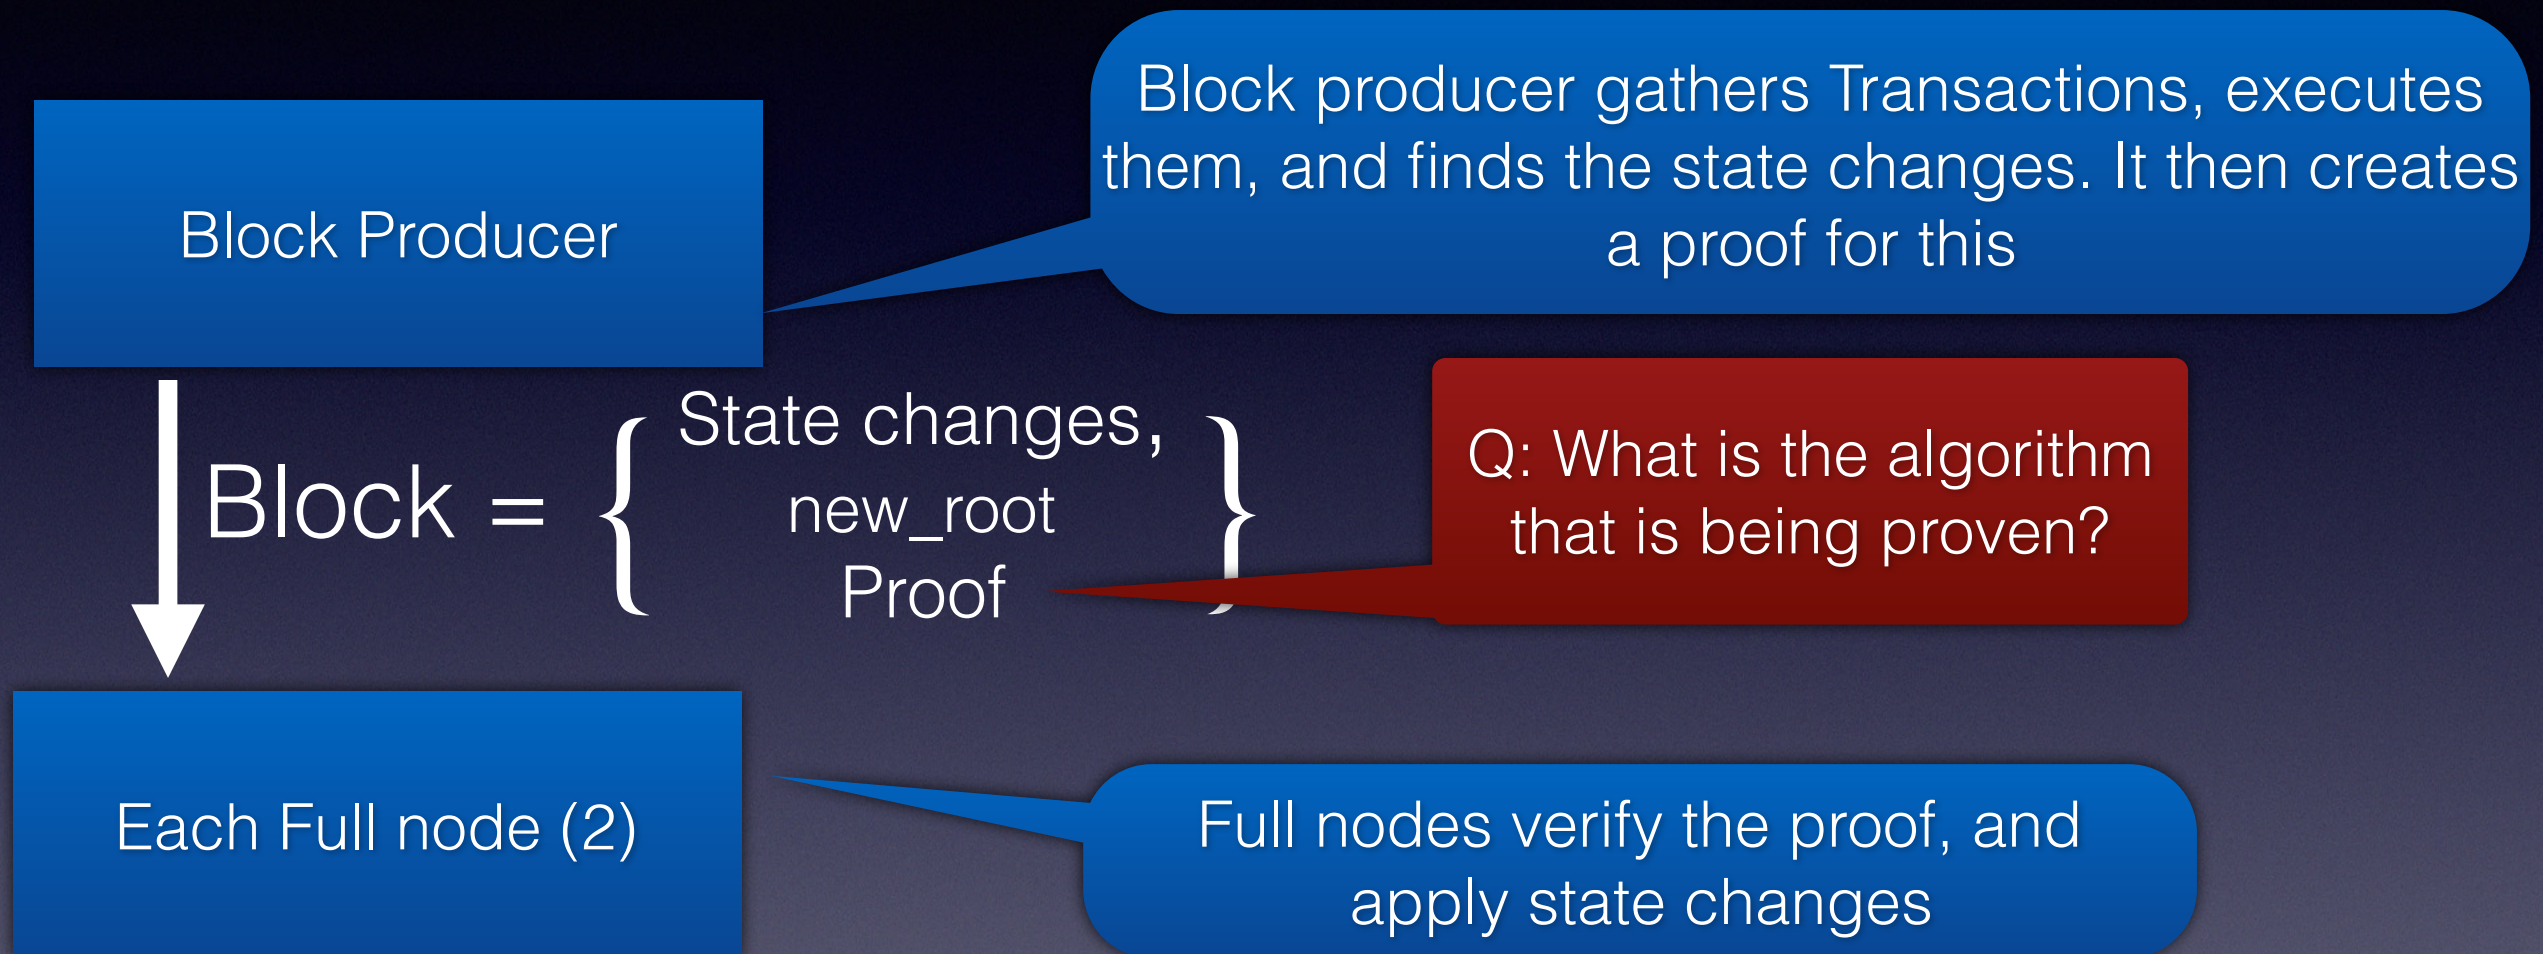 Block producer gathers Transactions, executes
them, and finds the state changes. It then creates
a proof for this
Block Producer
State changes,
Block = { new_root }
Proof
Q: What is the algorithm
that is being proven?
Each Full node (2)
Full nodes verify the proof, and
apply state changes